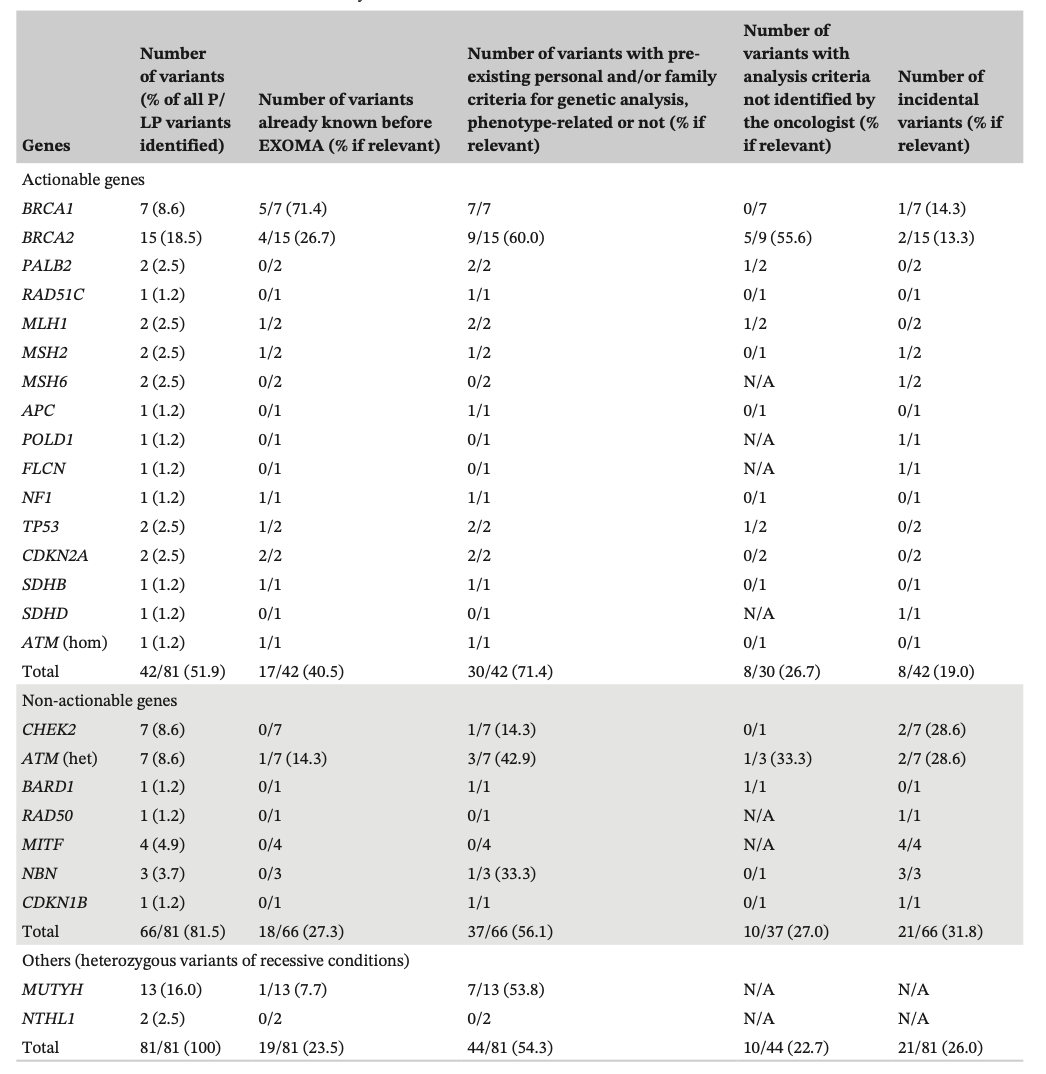 Genes
Number of variants (% of all P/LP variants identified)
Number of variants already known before EXOMA (% if relevant)
Number of variants with pre-existing personal and/or family criteria for genetic analysis, phenotype-related or not (% if relevant)
Number of variants with analysis criteria not identified by the oncologist (% if relevant)
Number of incidental variants (% if relevant)
Actionable genes
BRCA1 7 (8.6) 5/7 (71.4) 7/7 0/7 1/7 (14.3)
BRCA2 15 (18.5) 4/15 (26.7) 9/15 (60.0) 5/9 (55.6) 2/15 (13.3)
PALB2 2 (2.5) 0/2 2/2 1/2 0/2
RAD51C 1 (1.2) 0/1 1/1 0/1 0/1
MLH1 2 (2.5) 1/2 2/2 1/2 0/2
MSH2 2 (2.5) 1/2 1/2 0/1 1/2
MSH6 2 (2.5) 0/2 0/2 N/A 1/2
APC 1 (1.2) 0/1 1/1 0/1 0/1
POLD1 1 (1.2) 0/1 0/1 N/A 1/1
FLCN 1 (1.2) 0/1 0/1 N/A 1/1
NF1 1 (1.2) 1/1 1/1 0/1 0/1
TP53 2 (2.5) 1/2 2/2 1/2 0/2
CDKN2A 2 (2.5) 2/2 2/2 0/2 0/2
SDHB 1 (1.2) 1/1 1/1 0/1 0/1
SDHD 1 (1.2) 0/1 0/1 N/A 1/1
ATM (hom) 1 (1.2) 1/1 1/1 0/1 0/1
Total 42/81 (51.9) 17/42 (40.5) 30/42 (71.4) 8/30 (26.7) 8/42 (19.0)
Non-actionable genes
CHEK2 7 (8.6) 0/7 1/7 (14.3) 0/1 2/7 (28.6)
ATM (het) 7 (8.6) 1/7 (14.3) 3/7 (42.9) 1/3 (33.3) 2/7 (28.6)
BARD1 1 (1.2) 0/1 1/1 1/1 0/1
RAD50 1 (1.2) 0/1 0/1 N/A 1/1
MITF 4 (4.9) 0/4 0/4 N/A 4/4
NBN 3 (3.7) 0/3 1/3 (33.3) 0/1 3/3
CDKN1B 1 (1.2) 0/1 1/1 0/1 1/1
Total 66/81 (81.5) 18/66 (27.3) 37/66 (56.1) 10/37 (27.0) 21/66 (31.8)
Others (heterozygous variants of recessive conditions)
MUTYH 13 (16.0) 1/13 (7.7) 7/13 (53.8) N/A N/A
NTHL1 2 (2.5) 0/2 0/2 N/A N/A
Total 81/81 (100) 19/81 (23.5) 44/81 (54.3) 10/44 (22.7) 21/81 (26.0)